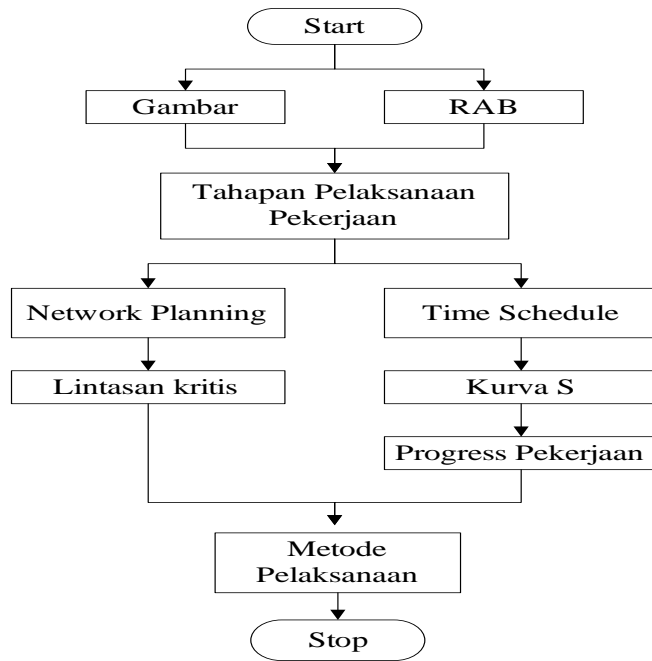 Start
Gambar
RAB
Tahapan Pelaksanaan
Pekerjaan
Network Planning
Time Schedule
Lintasan kritis
Kurva S
Progress Pekerjaan
Metode
Pelaksanaan
Stop